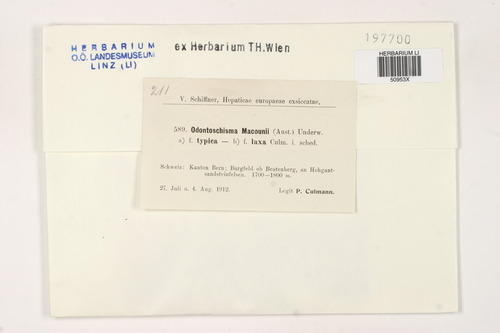 HERBARIUM
O.Ö. LANDESMUSEUM
LINZ (LI)
ex Herbarium TH.Wien
197700
HERBARIUM LI
50953X
211
V. Schiffner, Hepaticae europaeae exsiccatae,
589. Odontoschisma Macounii (Aust.) Underw.
a) f. typica — b) f. laxa Culm. i. sched.
Schweiz: Kanton Bern; Burgfeld ob Beatenberg, an Hohgant-
sandsteinfelsen. 1700—1800 m.
27. Juli u. 4. Aug. 1912.
Legit P. Culmann.